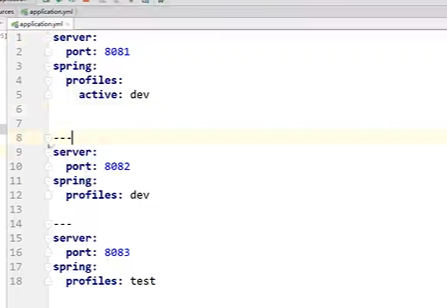 application.yml
application.yml
1 server:
2 port: 8081
3 spring:
4 profiles:
5 active: dev
6
7
8 ---
9 server:
10 port: 8082
11 spring:
12 profiles: dev
13
14 ---
15 server:
16 port: 8083
17 spring:
18 profiles: test